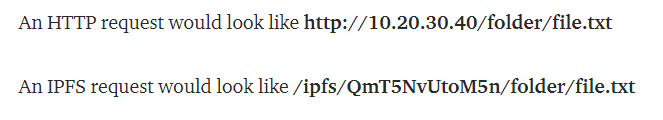 An HTTP request would look like http://10.20.30.40/folder/file.txt
An IPFS request would look like /ipfs/QmT5NvUtoM5n/folder/file.txt